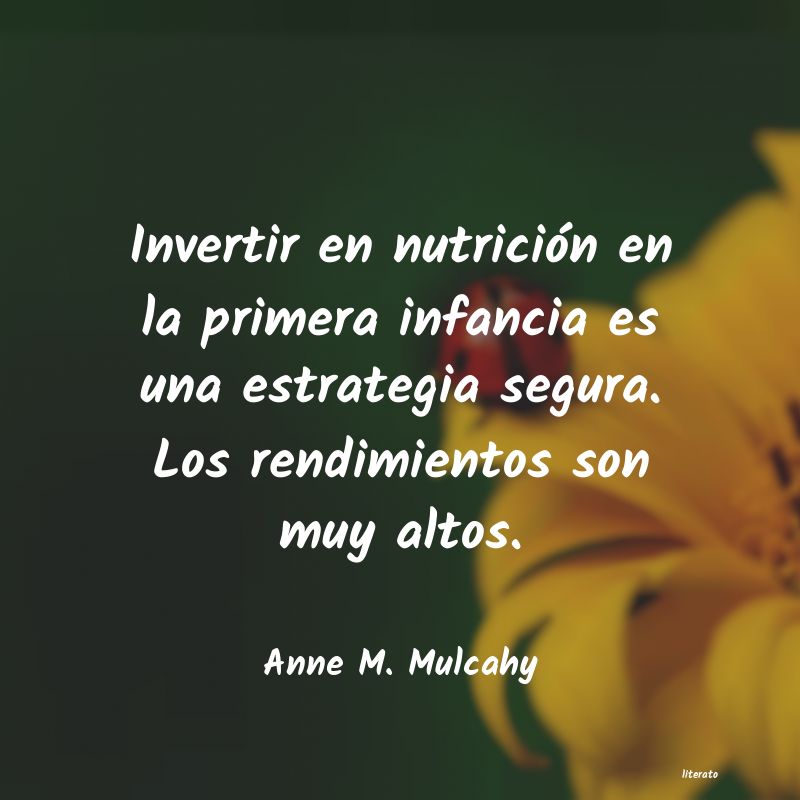 Invertir en nutrición en
la primera infancia es
una estrategia segura.
Los rendimientos son
muy altos.
Anne M. Mulcahy
literato